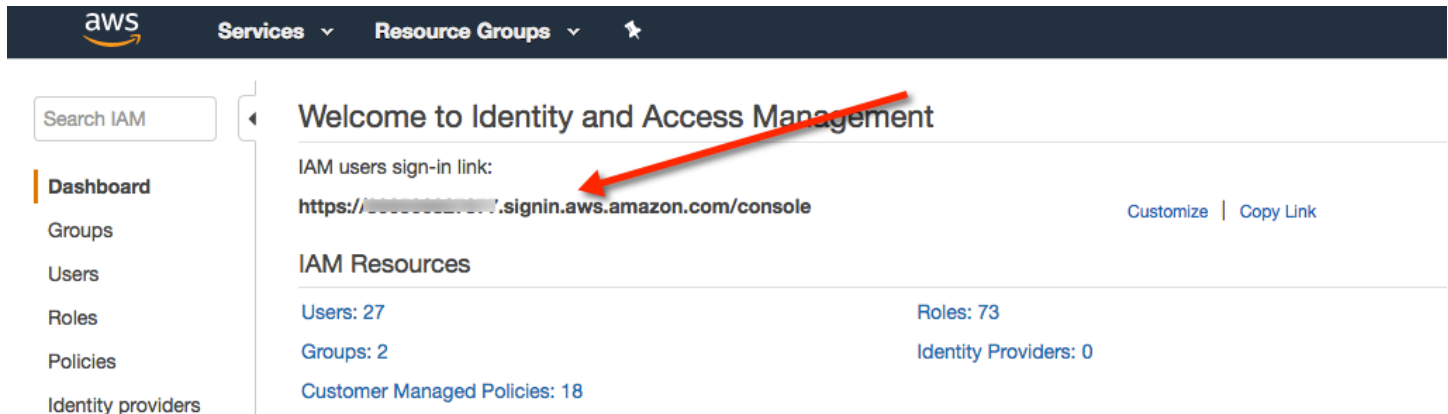 aws
Services Resource Groups
Search IAM
Welcome to Identity and Access Management
IAM users sign-in link:
https:// .signin.aws.amazon.com/console
Customize | Copy Link
Dashboard
Groups
Users
Roles
Policies
Identity providers
IAM Resources
Users: 27
Roles: 73
Groups: 2
Identity Providers: 0
Customer Managed Policies: 18